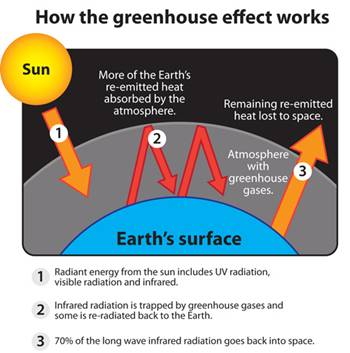 How the greenhouse effect works
Sun
More of the Earth's
re-emitted heat
absorbed by the
atmosphere.
Remaining re-emitted
heat lost to space.
1
2
Atmosphere
with
greenhouse
gases.
3
Earth's surface
1 Radiant energy from the sun includes UV radiation,
visible radiation and infrared.
2 Infrared radiation is trapped by greenhouse gases and
some is re-radiated back to the Earth.
3 70% of the long wave infrared radiation goes back into space.